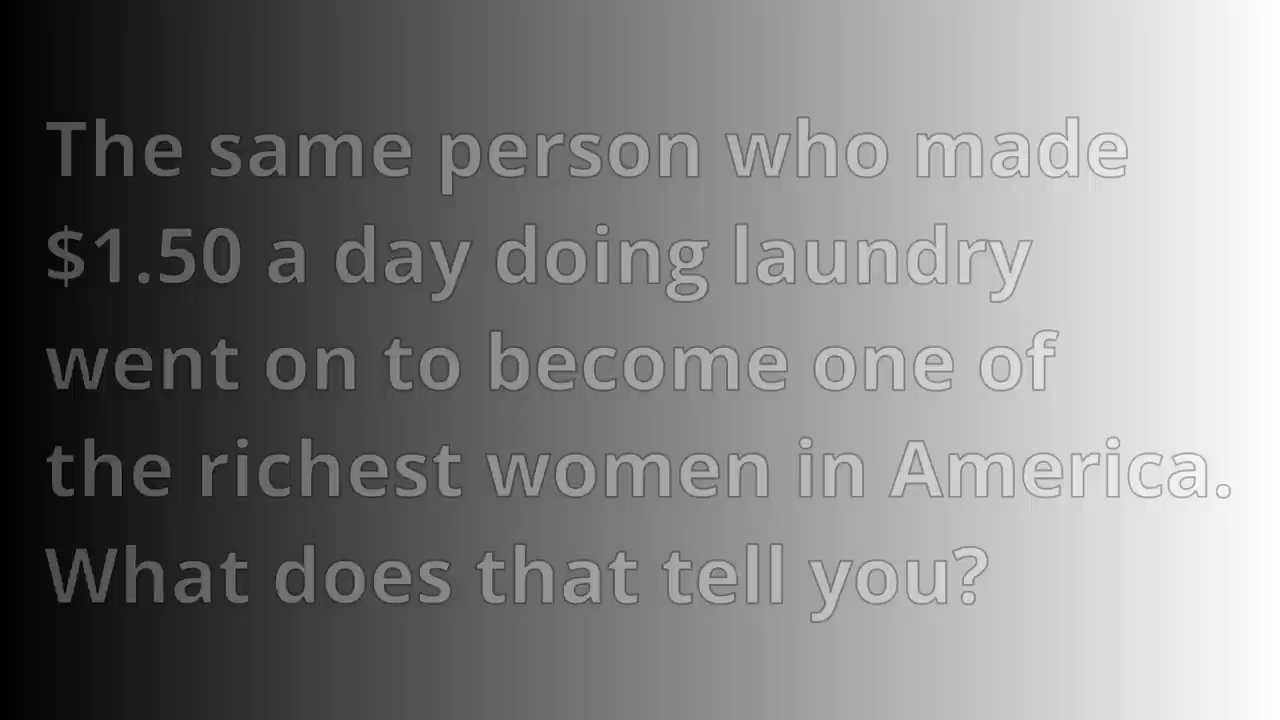 The same person who made
$1.50 a day doing laundry
went on to become one of
the richest women in America.
What does that tell you?